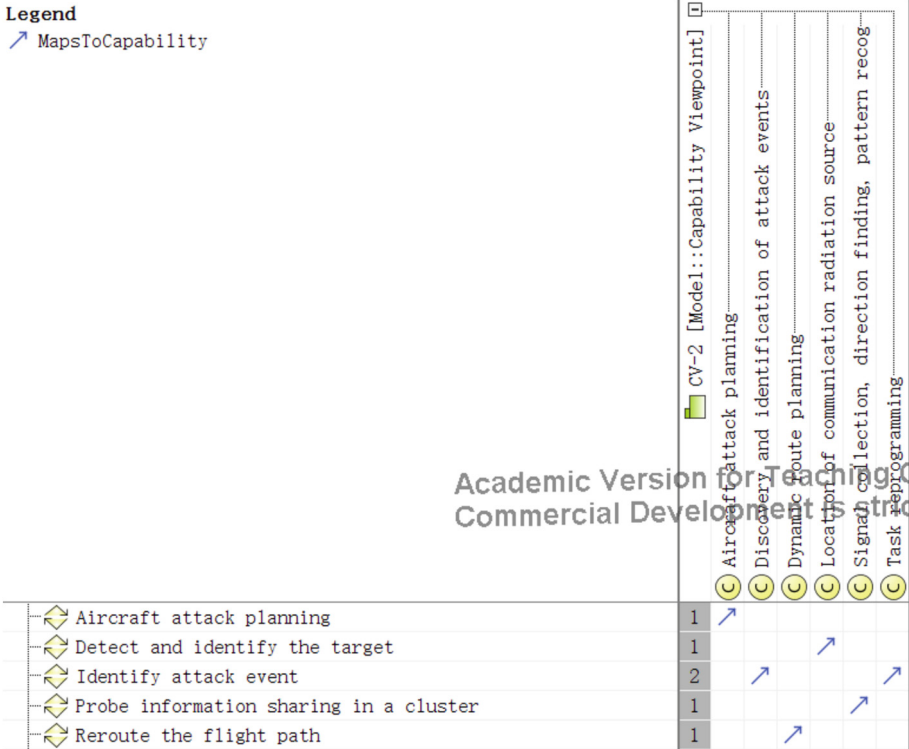 Legend
MapsToCapability
CV-2 [Model::Capability Viewpoint]
Aircraft attack planning
Discovery and identification of attack events
Dynamic route planning
Location of communication radiation source
Signal collection, direction finding, pattern recog
Task reprogramming
Academic Version for Teaching
Commercial Development is stric
C C C C C C
Aircraft attack planning 1
Detect and identify the target 1
Identify attack event 2
Probe information sharing in a cluster 1
Reroute the flight path 1